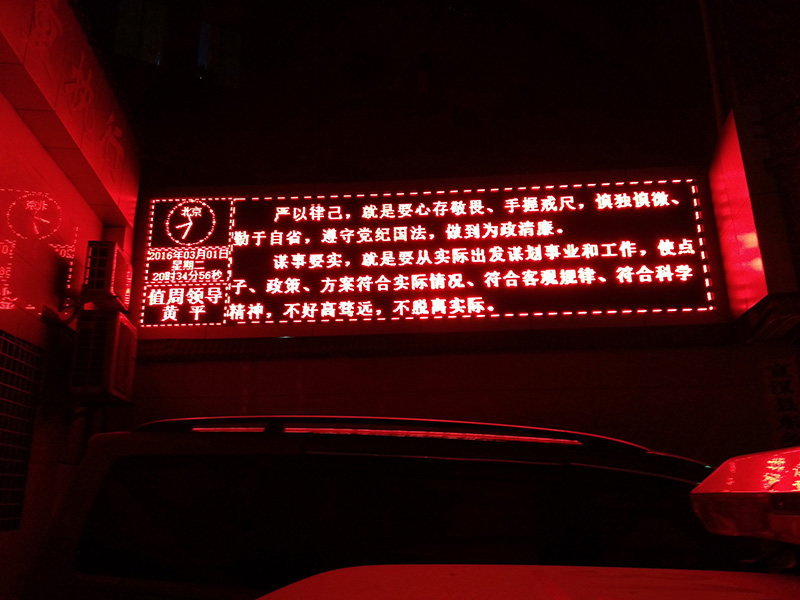 北京
2016年03月01日
星期二
20时34分56秒
值周领导
黄 平
严以律己，就是要心存敬畏、手握戒尺，慎独慎微、
勤于自省，遵守党纪国法，做到为政清廉。
谋事要实，就是要从实际出发谋划事业和工作，使点
子、政策、方案符合实际情况、符合客观规律、符合科学
精神，不好高骛远，不脱离实际。